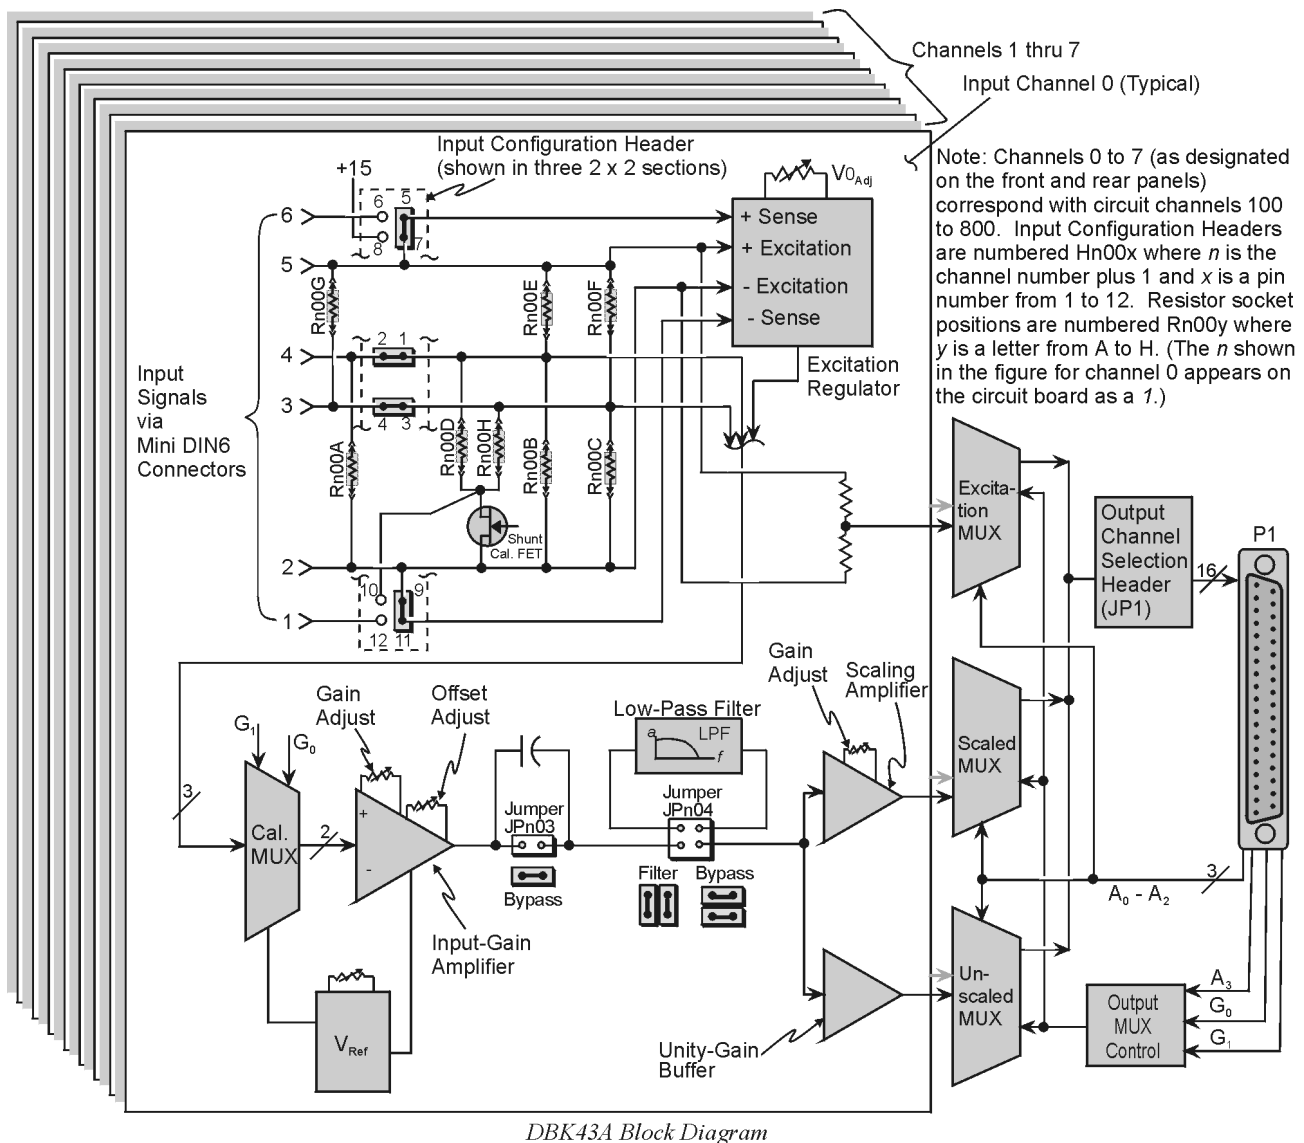 Channels 1 thru 7
Input Channel 0 (Typical)
Note: Channels 0 to 7 (as designated
on the front and rear panels)
correspond with circuit channels 100
to 800. Input Configuration Headers
are numbered Hn00x where n is the
channel number plus 1 and x is a pin
number from 1 to 12. Resistor socket
positions are numbered Rn00y where
y is a letter from A to H. (The n shown
in the figure for channel 0 appears on
the circuit board as a 1.)
Input Configuration Header
(shown in three 2 x 2 sections)
+15
6 5
8 7
V0Adj
+ Sense
+ Excitation
- Excitation
- Sense
Excitation
Regulator
6
5
4
3
2
1
Input
Signals
via
Mini DIN6
Connectors
Rn00G
Rn00E
Rn00F
2 1
4 3
Rn00A
Rn00D
Rn00H
Rn00B
Rn00C
Shunt
Cal. FET
10 9
12 11
Excita-
tion
MUX
Output
Channel
Selection
Header
(JP1)
16
P1
Gain
Adjust
Offset
Adjust
Low-Pass Filter
a
LPF
f
Gain
Adjust
Scaling
Amplifier
G1
G0
3
Cal.
MUX
2
+
-
Jumper
JPn03
Bypass
Jumper
JPn04
Filter
Bypass
Scaled
MUX
3
A0 - A2
Input-Gain
Amplifier
VRef
Unity-Gain
Buffer
Un-
scaled
MUX
Output
MUX
Control
A3
G0
G1
DBK43A Block Diagram